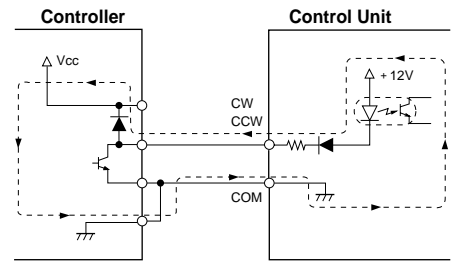 Controller
Control Unit
Vcc
+ 12V
CW
CCW
COM